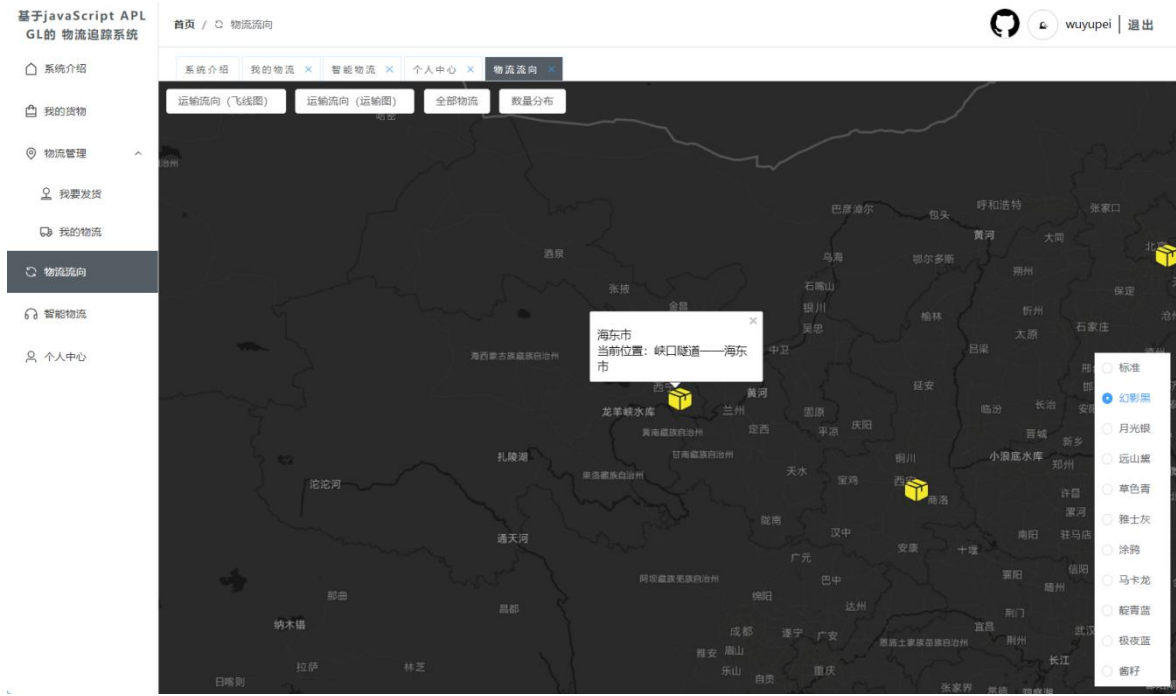 基于javaScript APL
GL的 物流追踪系统
首页 / 物流流向
wuyupei | 退出
系统介绍
我的货物
物流管理
我要发货
我的物流
物流流向
智能物流
个人中心
系统介绍 我的物流 × 智能物流 × 个人中心 × 物流流向 ×
运输流向（飞线图） 运输流向（运输图） 全部物流 数量分布
哈密
治州
巴彦淖尔
包头
呼和浩特
张家口
黄河
大同
酒泉
乌海
鄂尔多斯
朔州
保定
张掖
石嘴山
金昌
银川
榆林
忻州
石家庄
吴忠
太原
海东市
当前位置：峡口隧道——海东
市
海西蒙古族藏族自治州
中卫
吕梁
延安
黄河
龙羊峡水库
兰州
固原
临汾
长治
黄南藏族自治州
定西
平凉
庆阳
晋城
新乡
扎陵湖
甘南藏族自治州
铜川
小浪底水库
郑州
果洛藏族自治州
天水
宝鸡
西安
沱沱河
商洛
许昌
漯河
陇南
汉中
南阳
驻马店
通天河
安康
十堰
广元
信阳
阿坝藏族羌族自治州
巴中
襄阳
随州
那曲
绵阳
昌都
达州
荆门
纳木错
成都
遂宁
广安
宜昌
武汉
恩施土家族苗族自治州
荆州
雅安
眉山
长江
拉萨
林芝
乐山
重庆
日喀则
自贡
张家界
常德
标准
幻影黑
月光银
远山黛
草色青
雅士灰
涂鸦
马卡龙
靛青蓝
极夜蓝
酱籽